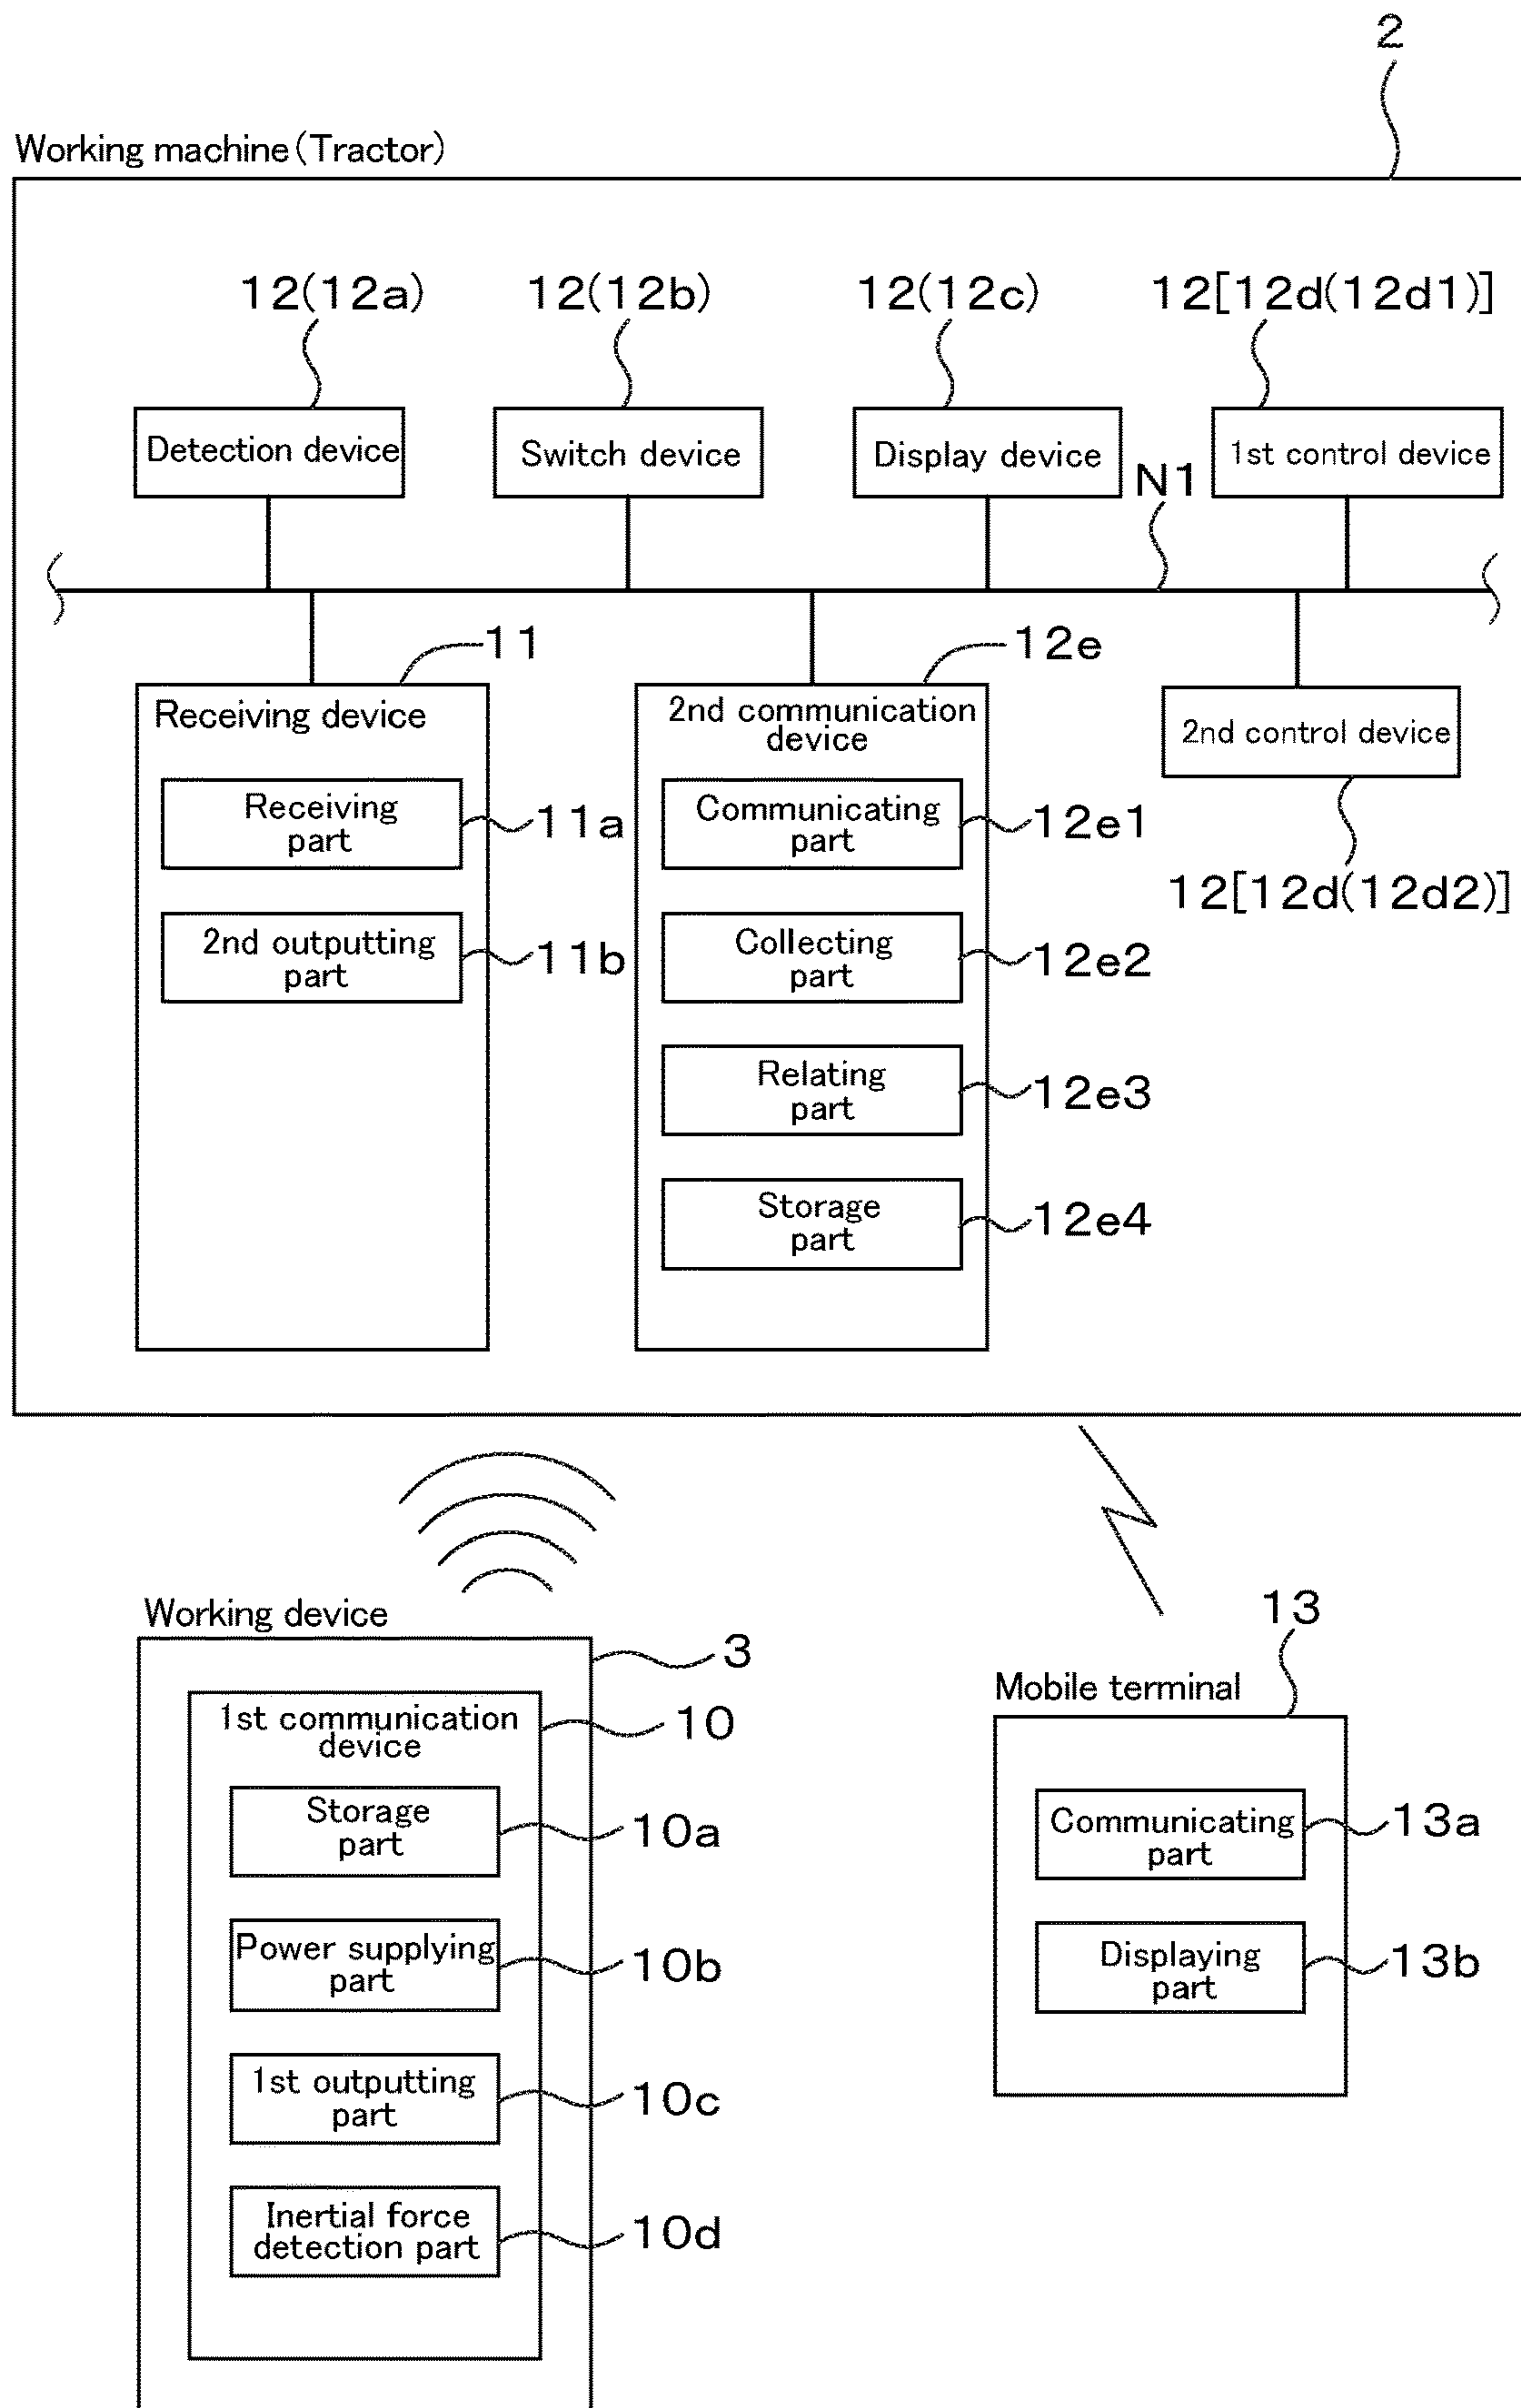 2
Working machine(Tractor)
12(12a)
12(12b)
12(12c)
12[12d(12d1)]
Detection device
Switch device
Display device
1st control device
N1
11
12e
Receiving device
2nd communication
device
2nd control device
Receiving
part
11a
Communicating
part
12e1
12[12d(12d2)]
2nd outputting
part
11b
Collecting
part
12e2
Relating
part
12e3
Storage
part
12e4
Working device
3
13
Mobile terminal
1st communication
device
10
Storage
part
10a
Communicating
part
13a
Power supplying
part
10b
Displaying
part
13b
1st outputting
part
10c
Inertial force
detection part
10d